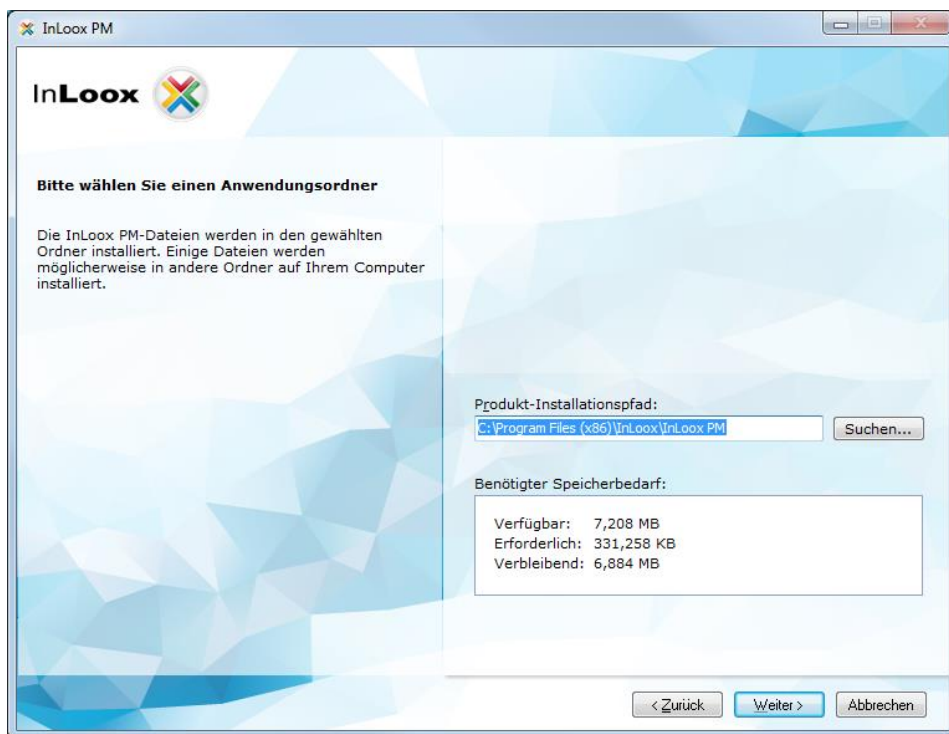 InLoox PM
InLoox
Bitte wählen Sie einen Anwendungsordner
Die InLoox PM-Dateien werden in den gewählten
Ordner installiert. Einige Dateien werden
möglicherweise in andere Ordner auf Ihrem Computer
installiert.
Produkt-Installationspfad:
C:\Program Files (x86)\InLoox\InLoox PM
Suchen...
Benötigter Speicherbedarf:
Verfügbar: 7,208 MB
Erforderlich: 331,258 KB
Verbleibend: 6,884 MB
< Zurück
Weiter >
Abbrechen